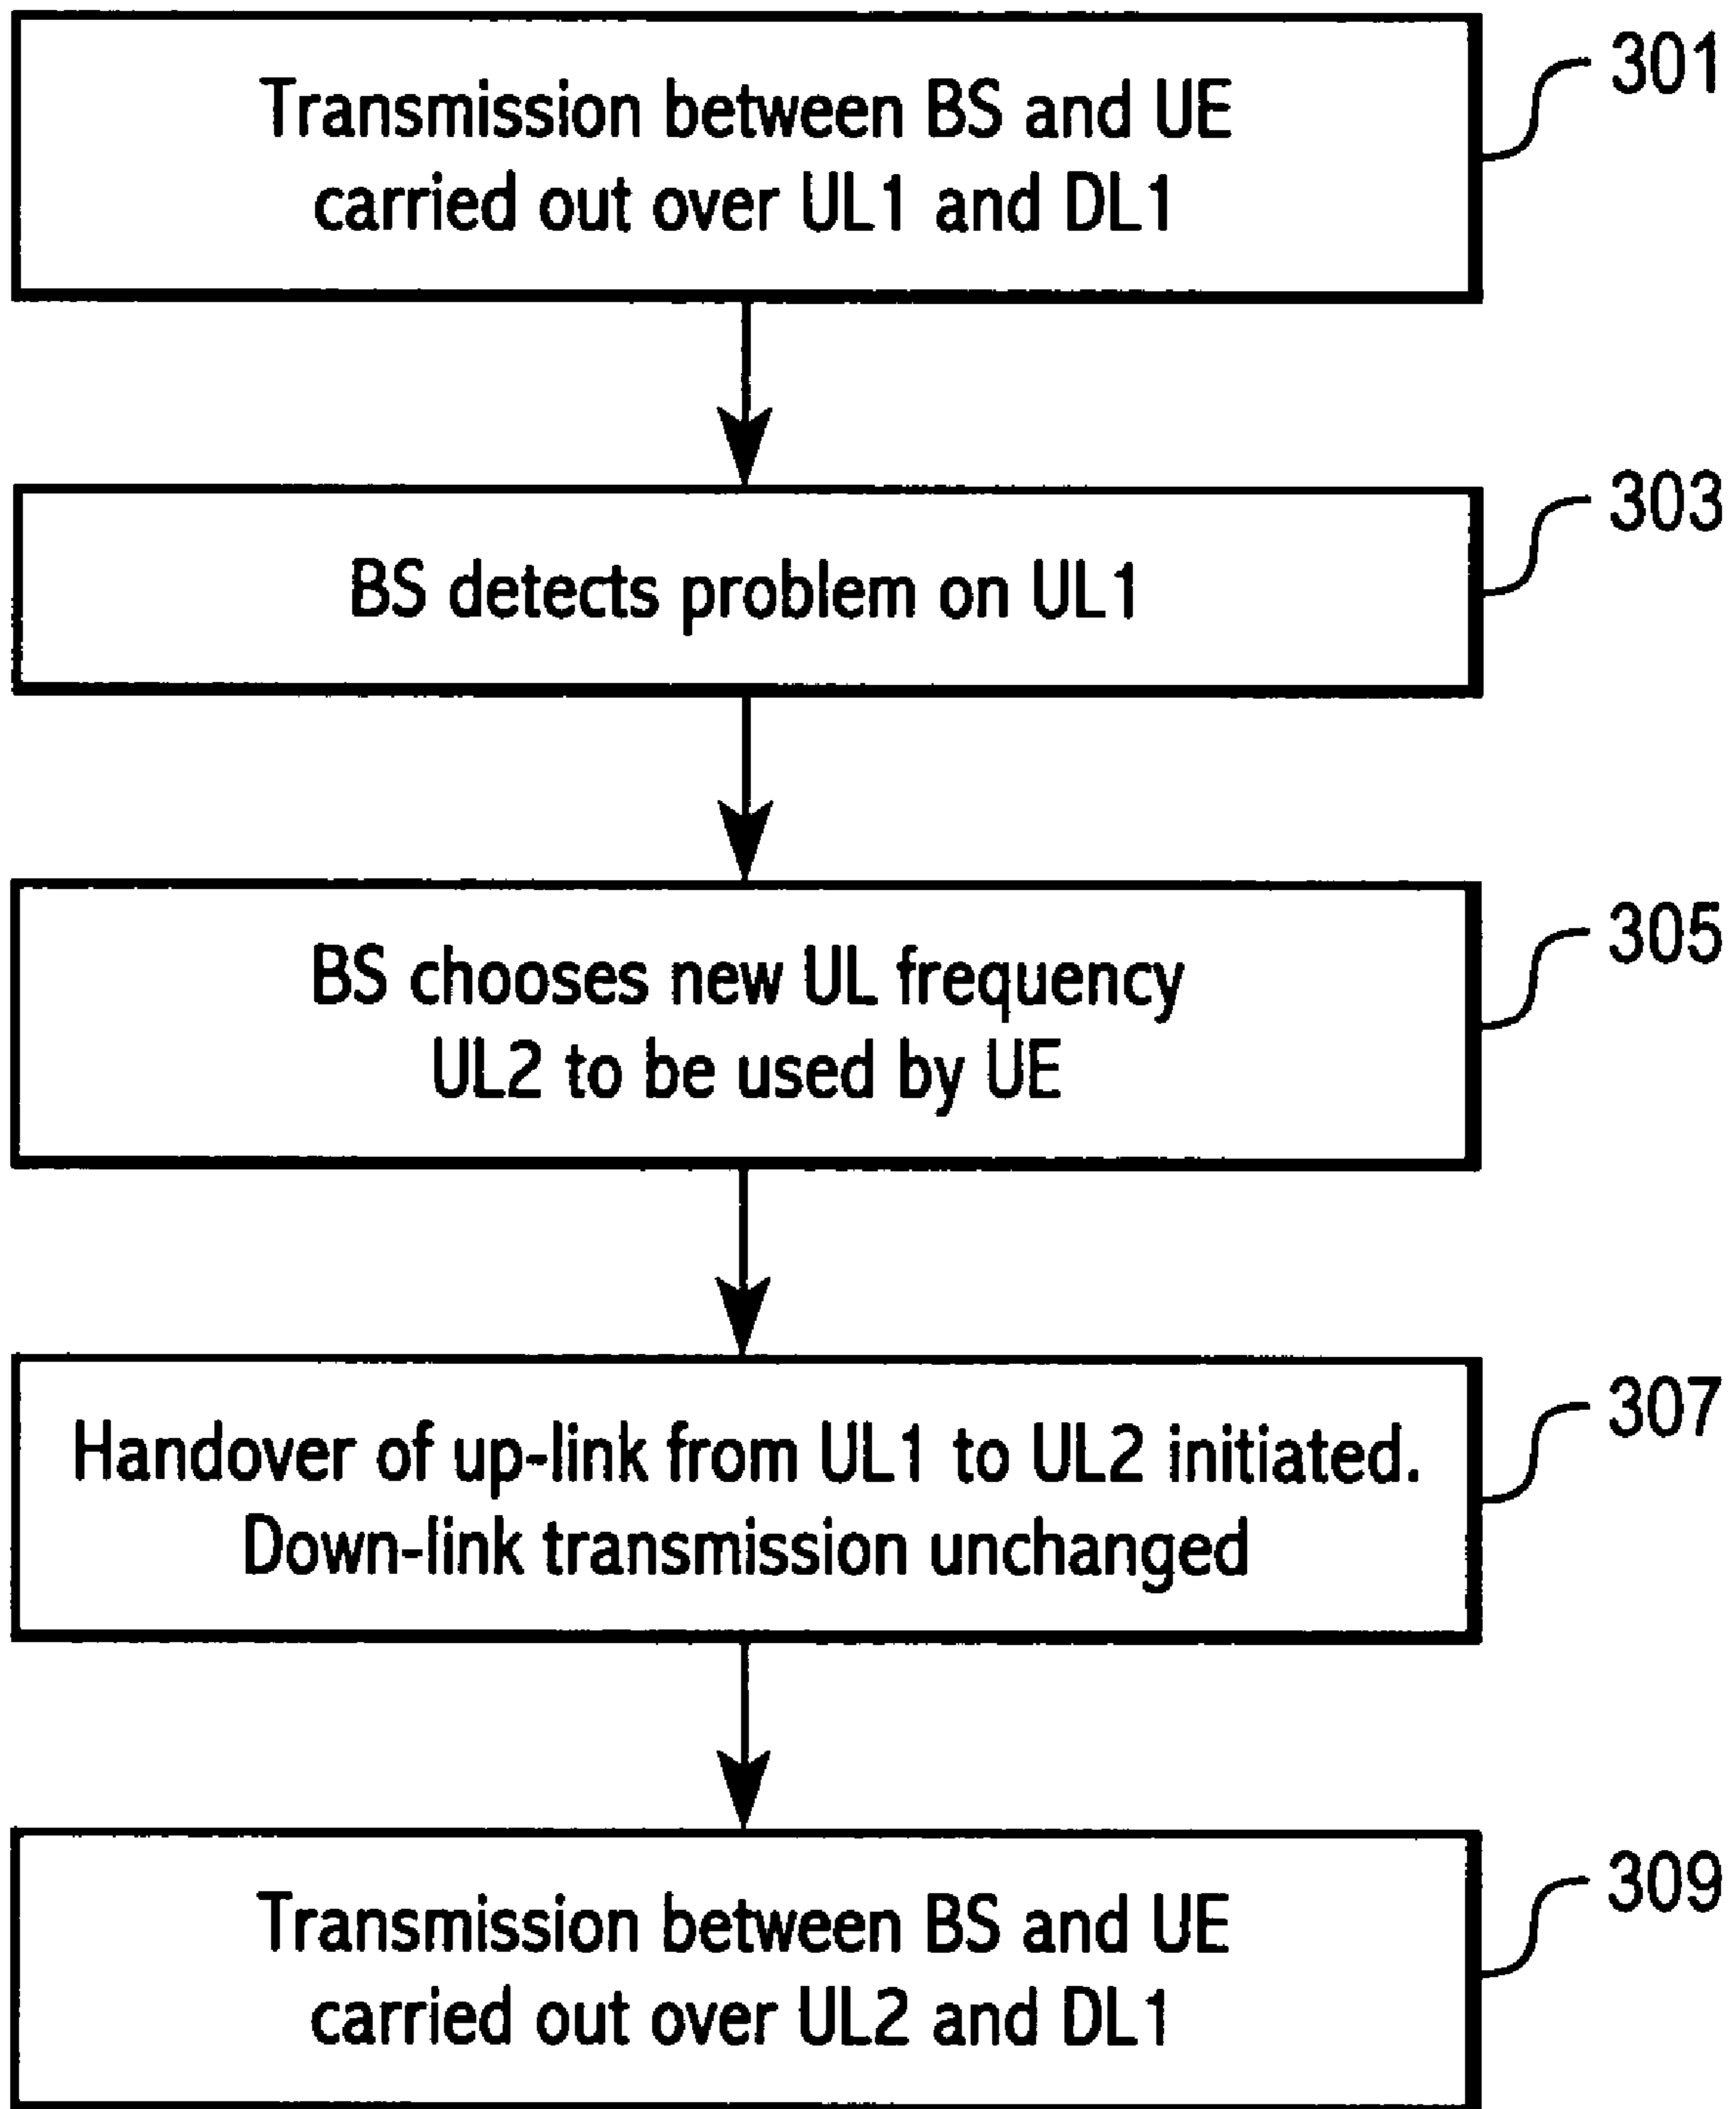 301
Transmission between BS and UE
carried out over UL1 and DL1
303
BS detects problem on UL1
305
BS chooses new UL frequency
UL2 to be used by UE
307
Handover of up-link from UL1 to UL2 initiated.
Down-link transmission unchanged
309
Transmission between BS and UE
carried out over UL2 and DL1